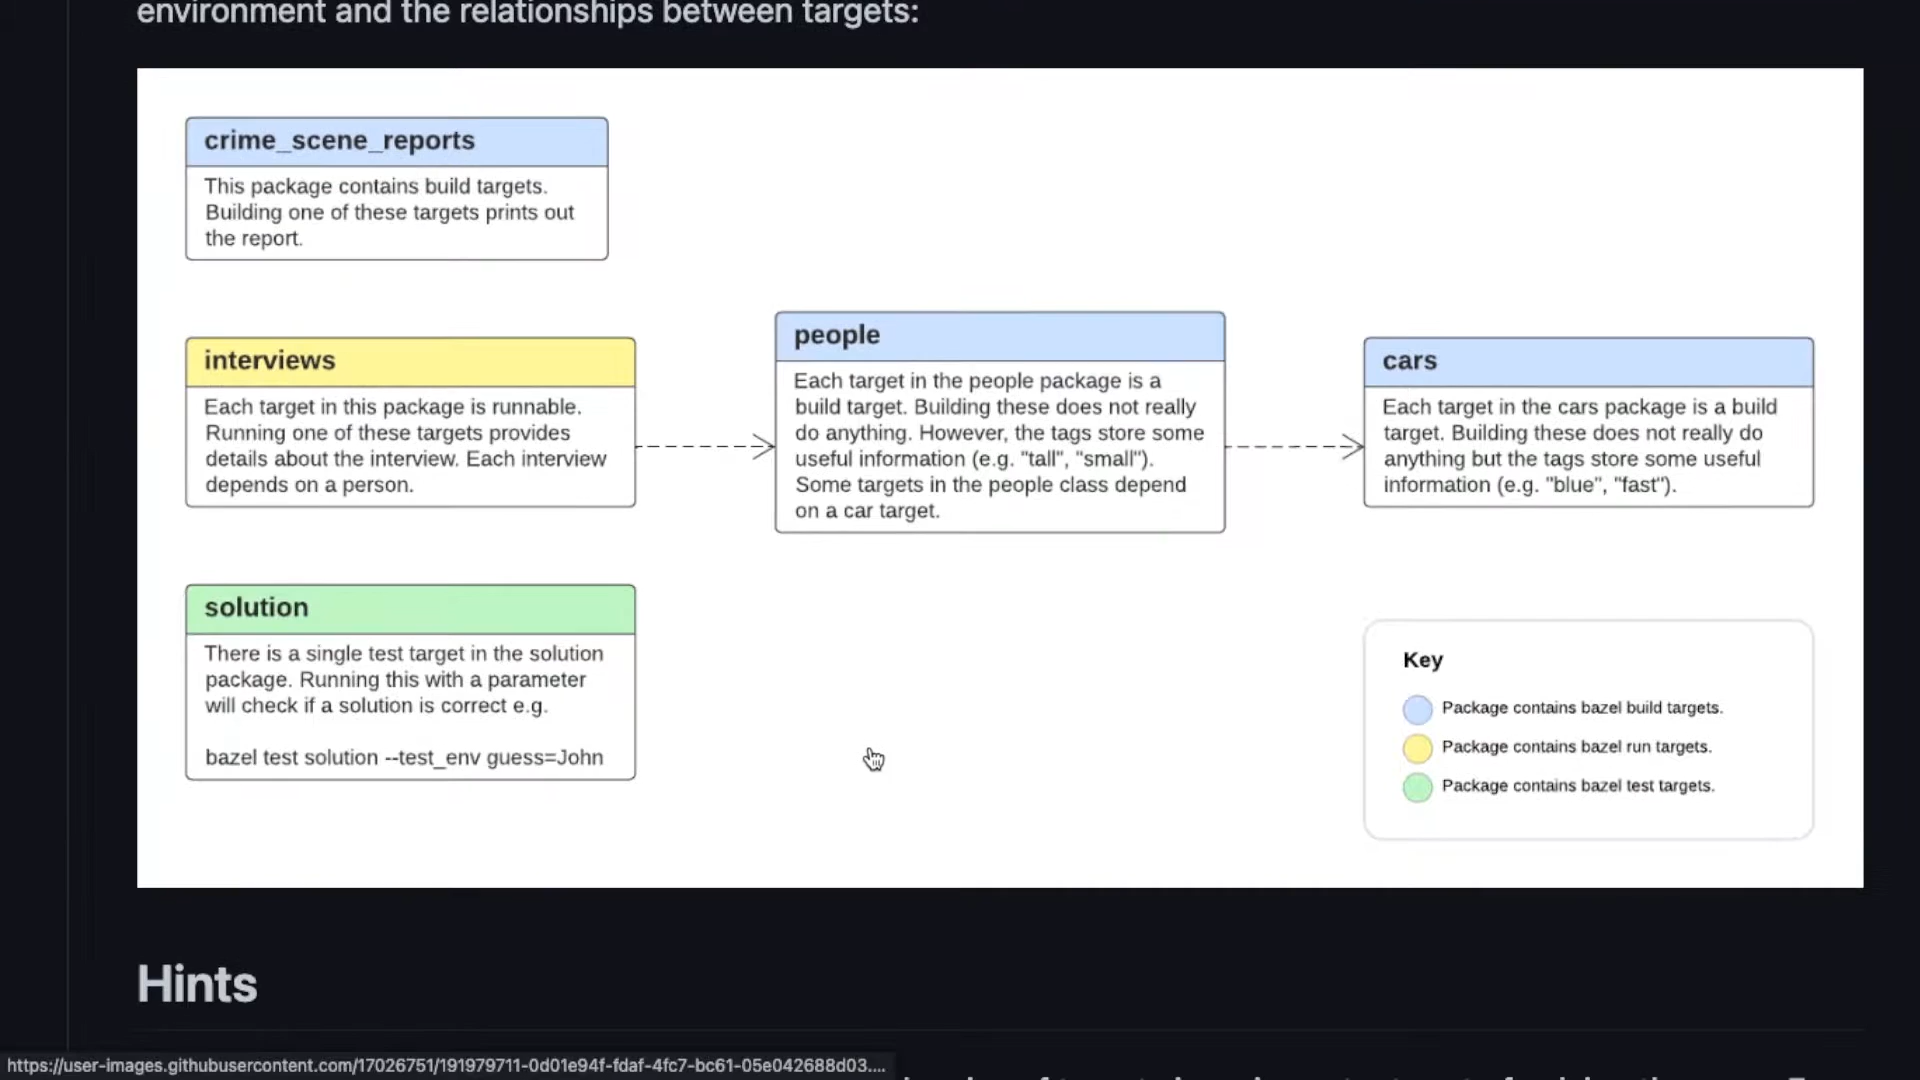 environment and the relationships between targets:
crime_scene_reports
This package contains build targets.
Building one of these targets prints out
the report.
interviews
Each target in this package is runnable.
Running one of these targets provides
details about the interview. Each interview
depends on a person.
people
Each target in the people package is a
build target. Building these does not really
do anything. However, the tags store some
useful information (e.g. "tall", "small").
Some targets in the people class depend
on a car target.
cars
Each target in the cars package is a build
target. Building these does not really do
anything but the tags store some useful
information (e.g. "blue", "fast").
solution
There is a single test target in the solution
package. Running this with a parameter
will check if a solution is correct e.g.
bazel test solution --test_env guess=John
Key
Package contains bazel build targets.
Package contains bazel run targets.
Package contains bazel test targets.
Hints
https://user-images.githubusercontent.com/17026751/191979711-0d01e94f-fdaf-4fc7-bc61-05e042688d03....